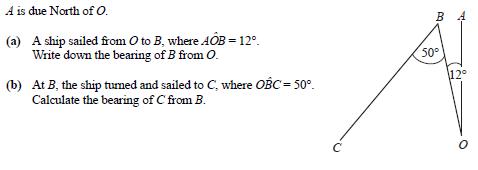 A is due North of O.
(a) A ship sailed from O to B, where AÔB = 12°.
Write down the bearing of B from O.
(b) At B, the ship turned and sailed to C, where OB̂C = 50°.
Calculate the bearing of C from B.
B A
50°
12°
C O